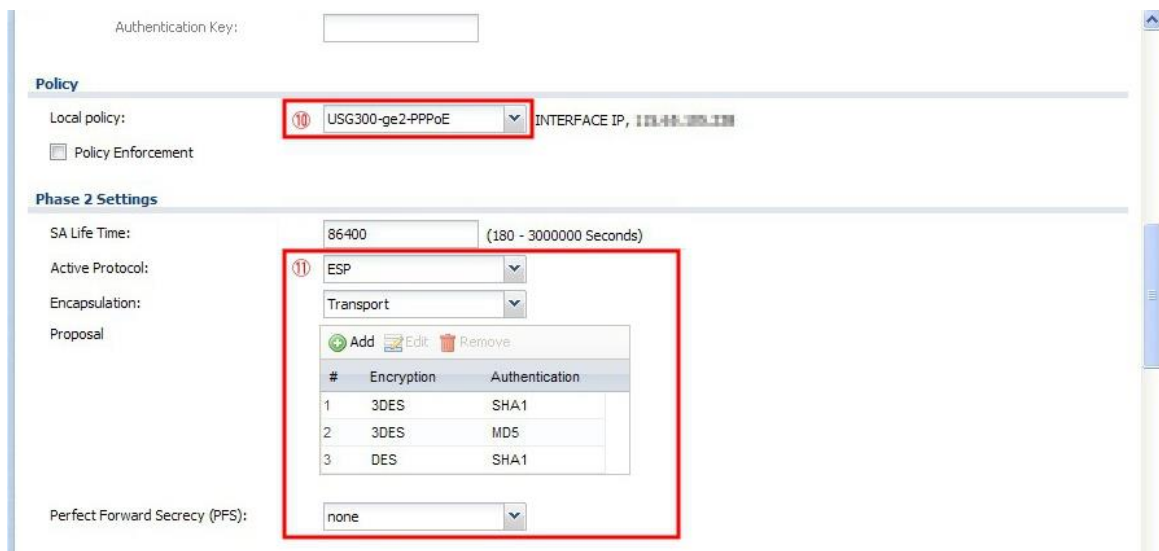 Authentication Key:
Policy
Local policy: ⑩ USG300-ge2-PPPoE INTERFACE IP,
Policy Enforcement
Phase 2 Settings
SA Life Time: 86400 (180 - 3000000 Seconds)
Active Protocol: ⑪ ESP
Encapsulation: Transport
Proposal
Add Edit Remove
# Encryption Authentication
1 3DES SHA1
2 3DES MD5
3 DES SHA1
Perfect Forward Secrecy (PFS): none